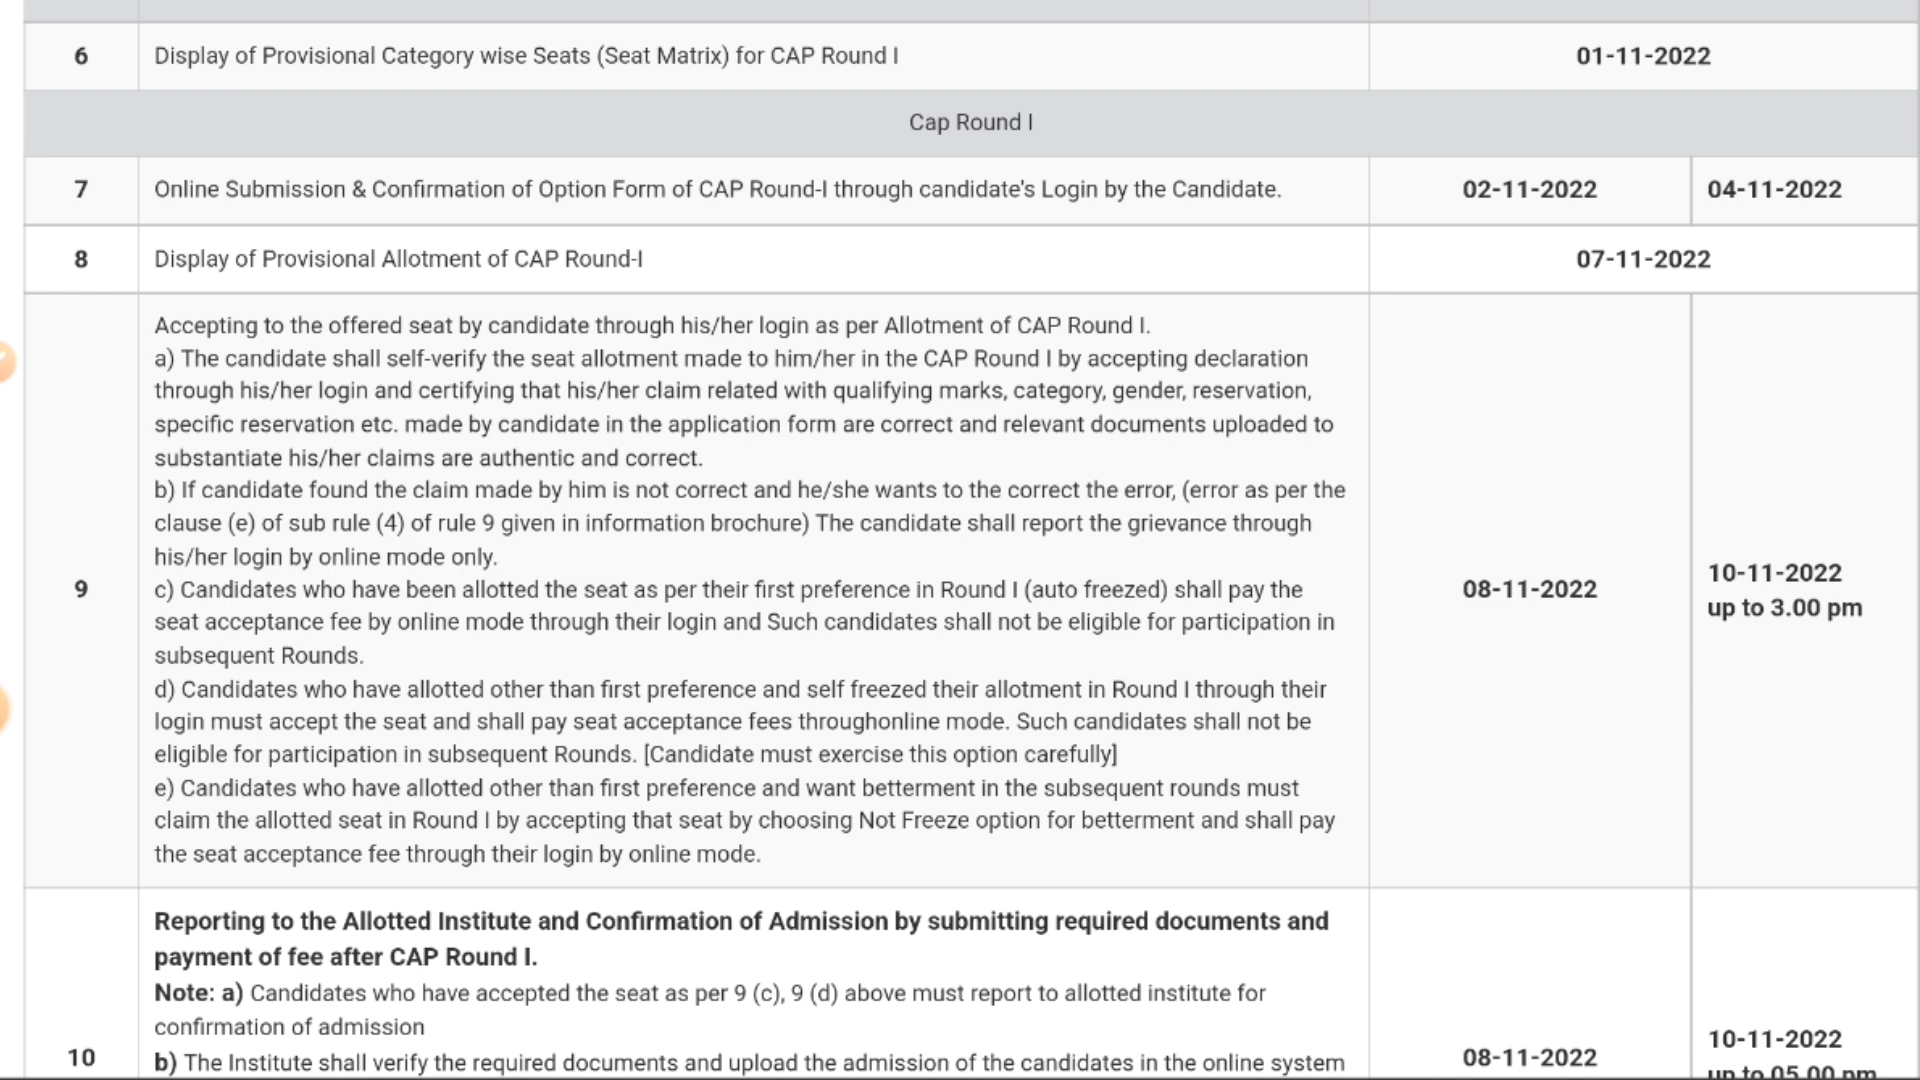 6
Display of Provisional Category wise Seats (Seat Matrix) for CAP Round I
01-11-2022
Cap Round I
7
Online Submission & Confirmation of Option Form of CAP Round-I through candidate's Login by the Candidate.
02-11-2022
04-11-2022
8
Display of Provisional Allotment of CAP Round-I
07-11-2022
9
Accepting to the offered seat by candidate through his/her login as per Allotment of CAP Round I.
a) The candidate shall self-verify the seat allotment made to him/her in the CAP Round I by accepting declaration
through his/her login and certifying that his/her claim related with qualifying marks, category, gender, reservation,
specific reservation etc. made by candidate in the application form are correct and relevant documents uploaded to
substantiate his/her claims are authentic and correct.
b) If candidate found the claim made by him is not correct and he/she wants to the correct the error, (error as per the
clause (e) of sub rule (4) of rule 9 given in information brochure) The candidate shall report the grievance through
his/her login by online mode only.
c) Candidates who have been allotted the seat as per their first preference in Round I (auto freezed) shall pay the
seat acceptance fee by online mode through their login and Such candidates shall not be eligible for participation in
subsequent Rounds.
d) Candidates who have allotted other than first preference and self freezed their allotment in Round I through their
login must accept the seat and shall pay seat acceptance fees throughonline mode. Such candidates shall not be
eligible for participation in subsequent Rounds. [Candidate must exercise this option carefully]
e) Candidates who have allotted other than first preference and want betterment in the subsequent rounds must
claim the allotted seat in Round I by accepting that seat by choosing Not Freeze option for betterment and shall pay
the seat acceptance fee through their login by online mode.
08-11-2022
10-11-2022
up to 3.00 pm
10
Reporting to the Allotted Institute and Confirmation of Admission by submitting required documents and
payment of fee after CAP Round I.
Note: a) Candidates who have accepted the seat as per 9 (c), 9 (d) above must report to allotted institute for
confirmation of admission
b) The Institute shall verify the required documents and upload the admission of the candidates in the online system
08-11-2022
10-11-2022
up to 05.00 pm